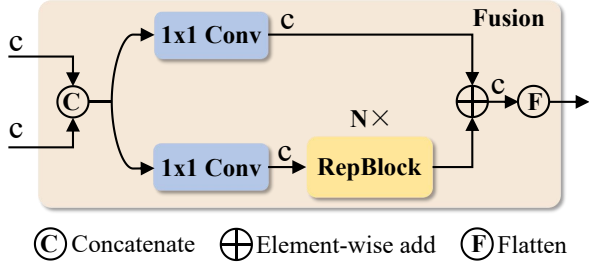 Fusion
c
1x1 Conv
c
C
c
N×
c
F
1x1 Conv
c
RepBlock
C Concatenate
Element-wise add
F Flatten